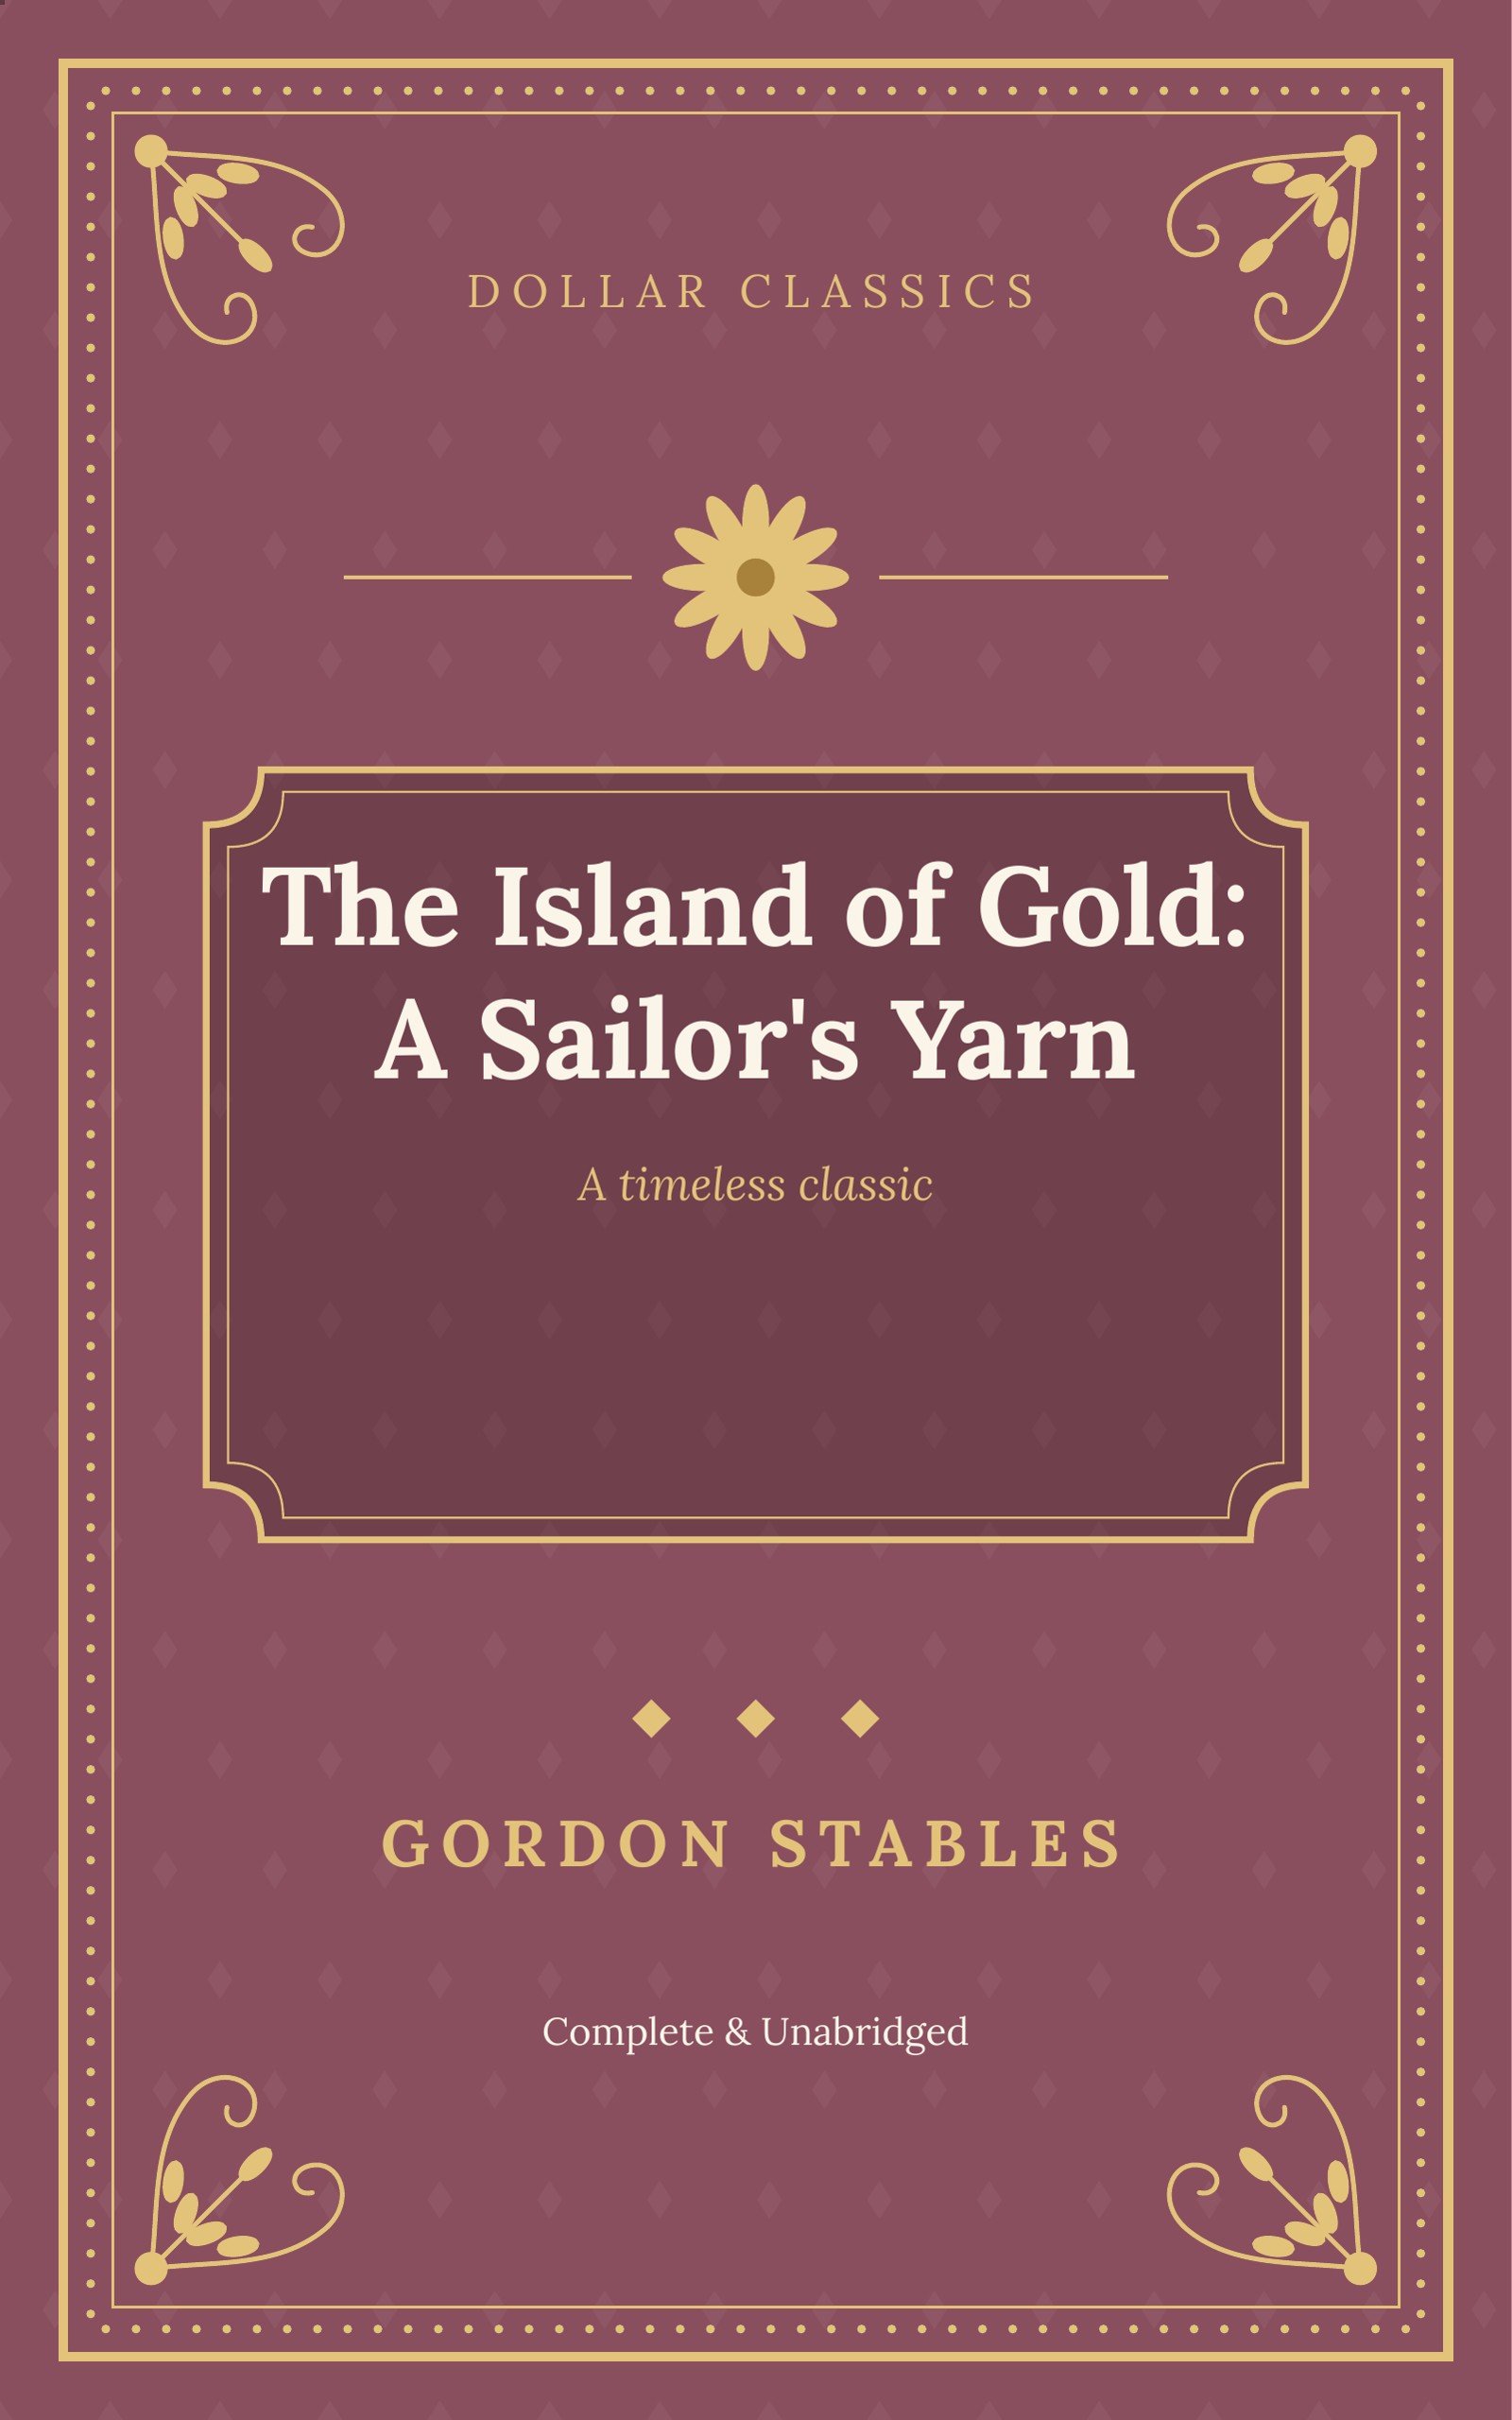 DOLLAR CLASSICS
The Island of Gold:
A Sailor's Yarn
A timeless classic
GORDON STABLES
Complete & Unabridged